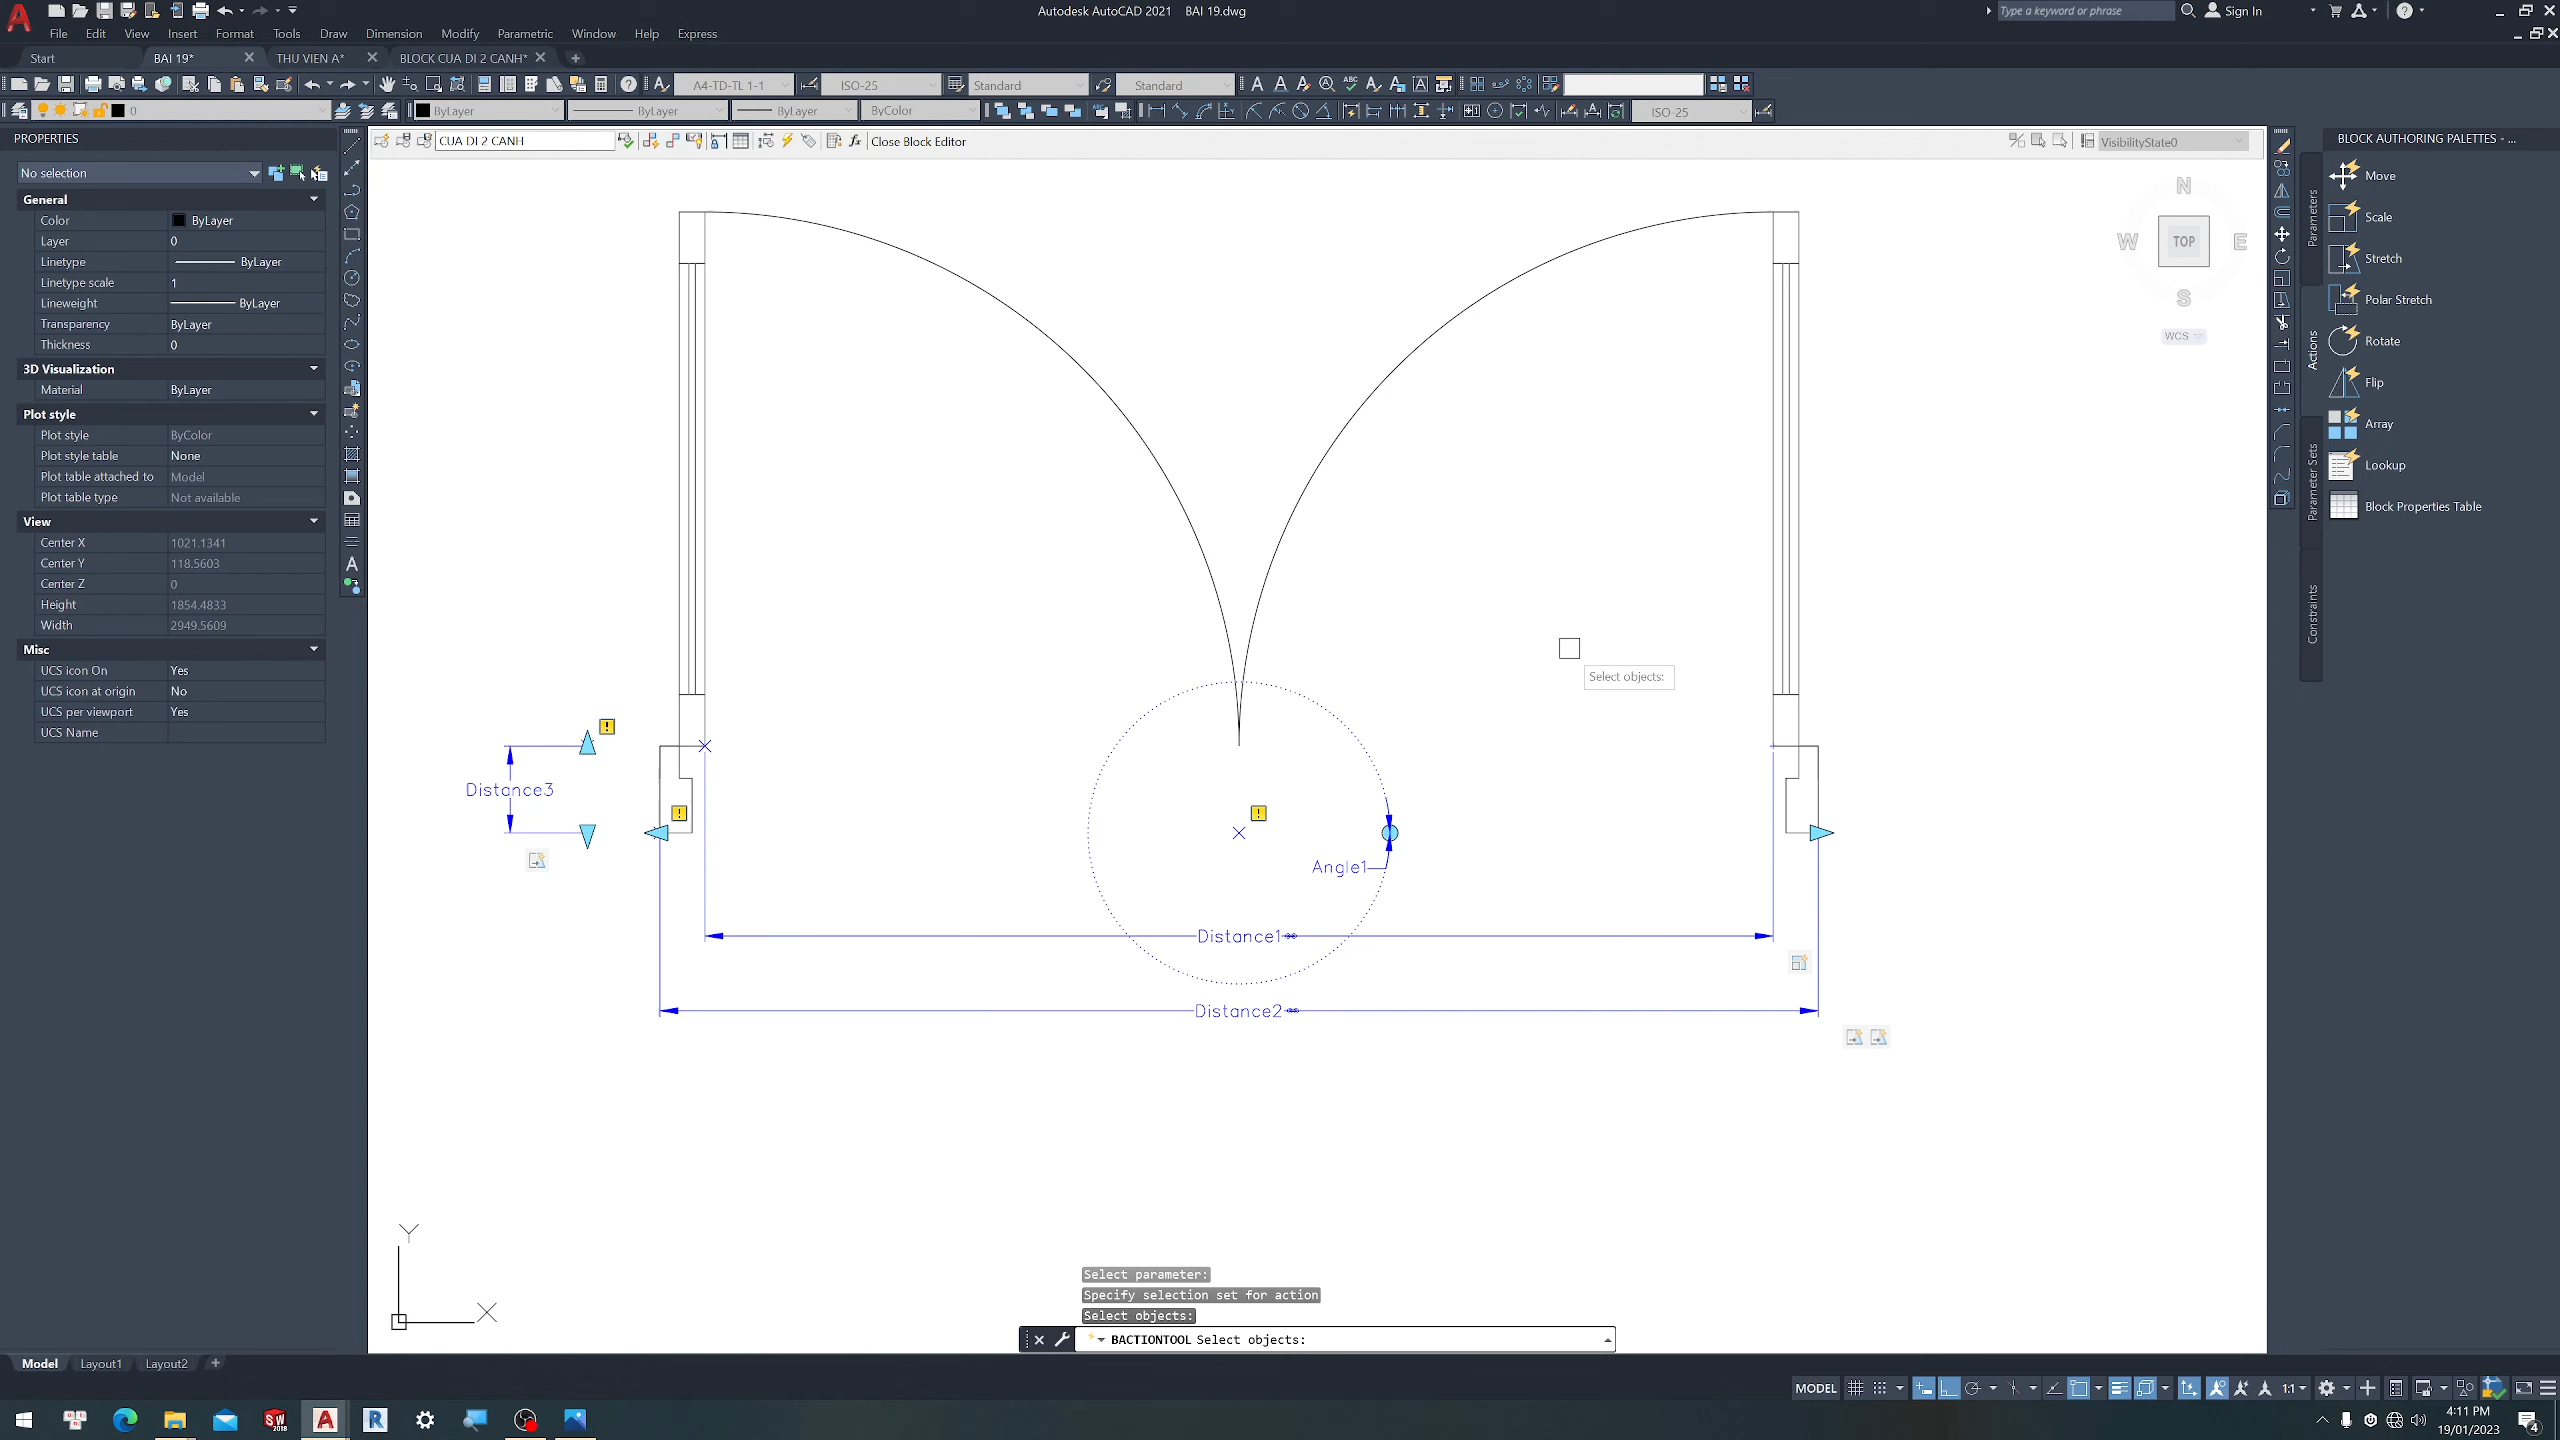 Autodesk AutoCAD 2021 BAI 19.dwg
Type a keyword or phrase
Sign In
File Edit View Insert Format Tools Draw Dimension Modify Parametric Window Help Express
Start BAI 19* THU VIEN A* BLOCK CUA DI 2 CANH*
A4-TD-TL 1-1 ISO-25 Standard Standard
0 ByLayer ByLayer ByLayer ByColor ISO-25
PROPERTIES
CUA DI 2 CANH
Close Block Editor
VisibilityState0
BLOCK AUTHORING PALETTES - ...
No selection
General
Color ByLayer
Layer 0
Linetype ByLayer
Linetype scale 1
Lineweight ByLayer
Transparency ByLayer
Thickness 0
3D Visualization
Material ByLayer
Plot style
Plot style ByColor
Plot style table None
Plot table attached to Model
Plot table type Not available
View
Center X 1021.1341
Center Y 118.5603
Center Z 0
Height 1854.4833
Width 2949.5609
Misc
UCS icon On Yes
UCS icon at origin No
UCS per viewport Yes
UCS Name
N
W TOP E
S
WCS
Parameters
Actions
Parameter Sets
Constraints
Move
Scale
Stretch
Polar Stretch
Rotate
Flip
Array
Lookup
Block Properties Table
Select objects:
Distance3
Angle1
Distance1
Distance2
Y
X
Select parameter:
Specify selection set for action
Select objects:
BACTIONTOOL Select objects:
Model Layout1 Layout2
MODEL
1:1
SW
2018
A
R
4:11 PM
19/01/2023
4